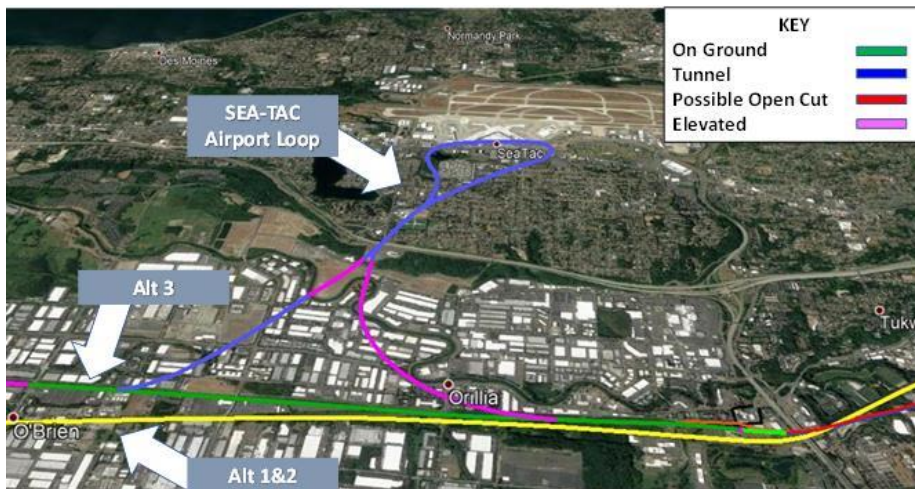 Normandy Park
Des Moines
KEY
On Ground
Tunnel
Possible Open Cut
Elevated
SEA-TAC
Airport Loop
SeaTac
Alt 3
Tukw
Orillia
O'Brien
Alt 1&2